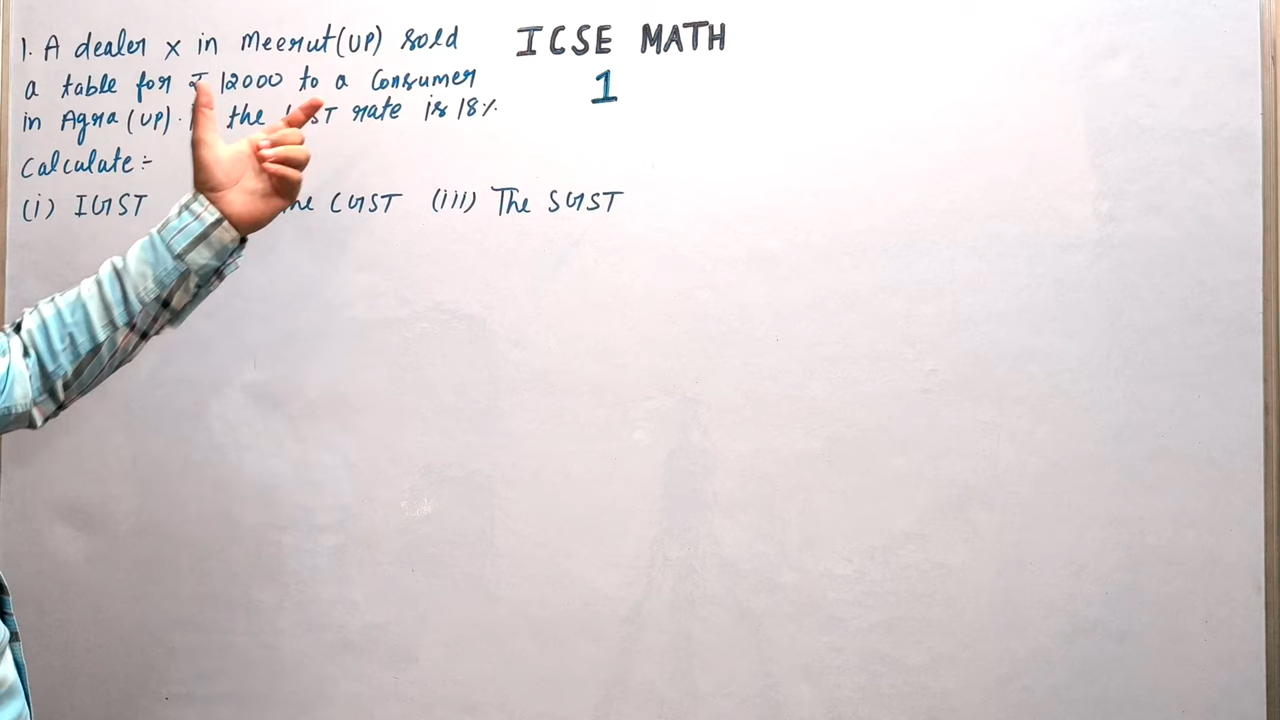 1. A dealer x in Meerut (UP) sold
a table for ₹ 12000 to a Consumer
in Agra (UP). the rate is 18%.
Calculate :-
(i) IGST CGST (iii) The SGST
ICSE MATH
1